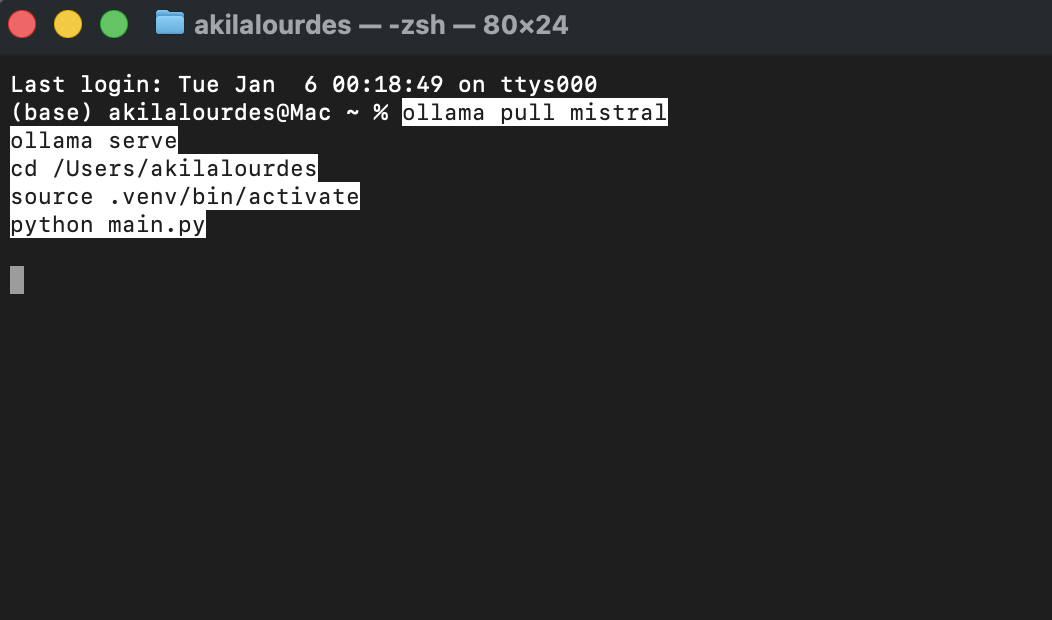 akilalourdes — -zsh — 80×24
Last login: Tue Jan  6 00:18:49 on ttys000
(base) akilalourdes@Mac ~ % ollama pull mistral
ollama serve
cd /Users/akilalourdes
source .venv/bin/activate
python main.py